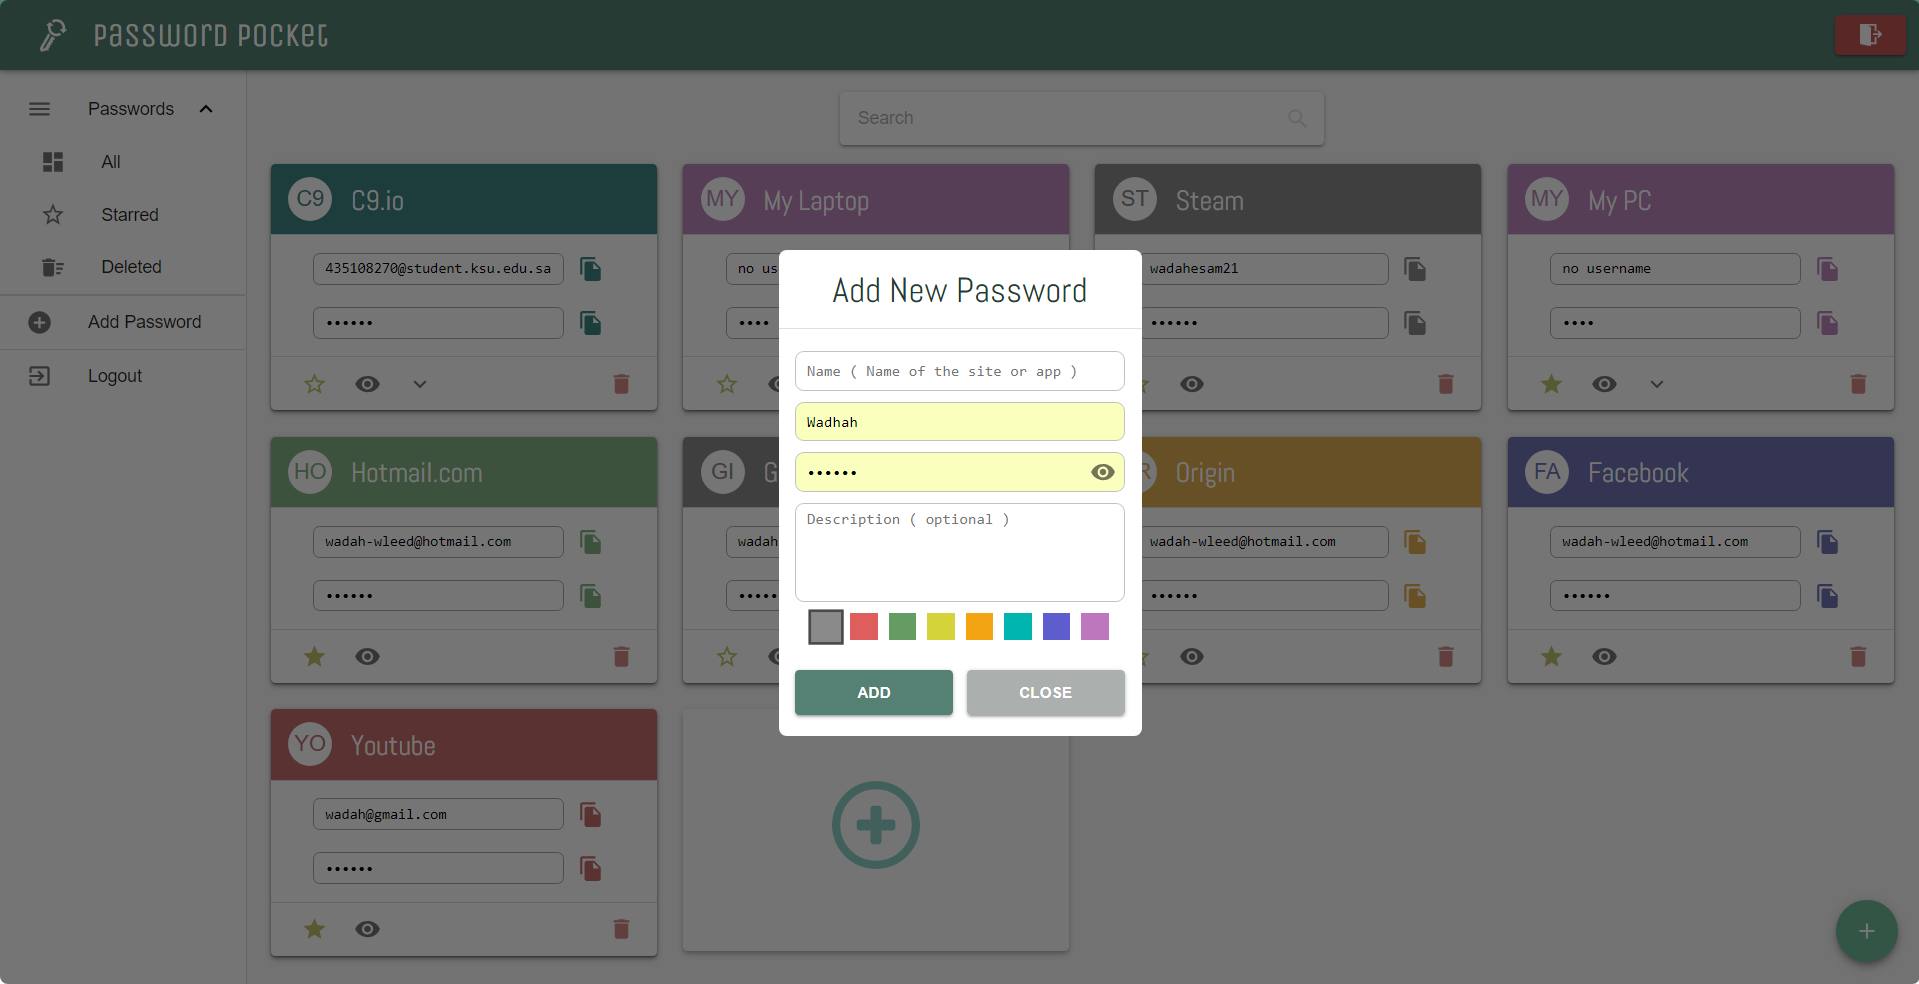 Password Pocket
Passwords
All
Starred
Deleted
Add Password
Logout
Search
C9 C9.io
435108270@student.ksu.edu.sa
••••••
MY My Laptop
no us
••••
ST Steam
wadahesam21
••••••
MY My PC
no username
••••
HO Hotmail.com
wadah-wleed@hotmail.com
••••••
GI G
wadah
•••••
R Origin
wadah-wleed@hotmail.com
••••••
FA Facebook
wadah-wleed@hotmail.com
••••••
YO Youtube
wadah@gmail.com
••••••
Add New Password
Name ( Name of the site or app )
Wadhah
••••••
Description ( optional )
ADD CLOSE